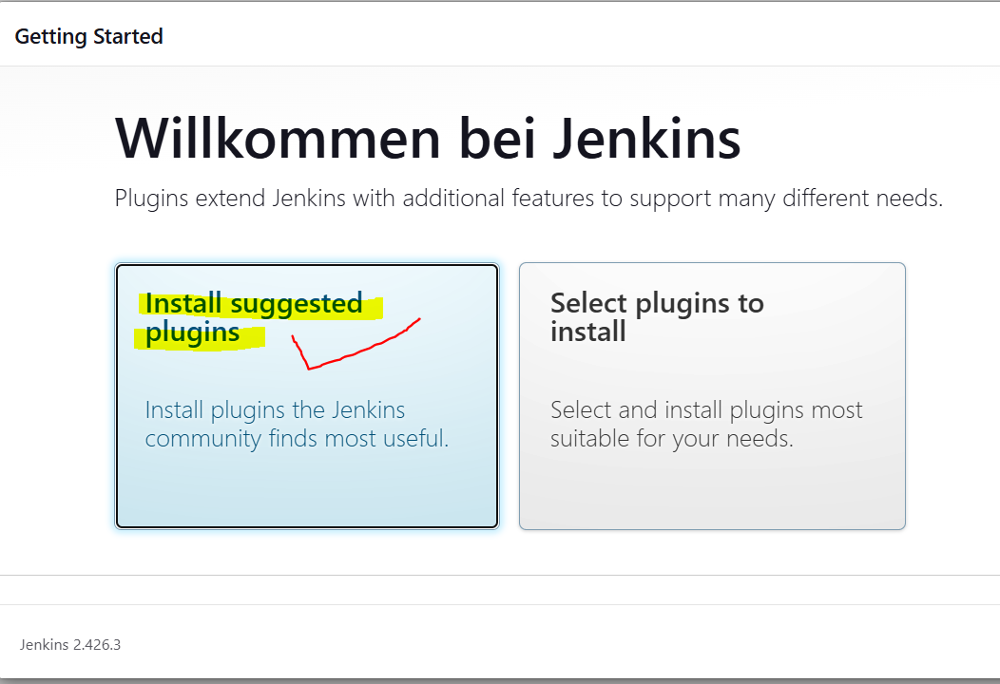 Getting Started
Willkommen bei Jenkins
Plugins extend Jenkins with additional features to support many different needs.
Install suggested
plugins
Install plugins the Jenkins
community finds most useful.
Select plugins to
install
Select and install plugins most
suitable for your needs.
Jenkins 2.426.3